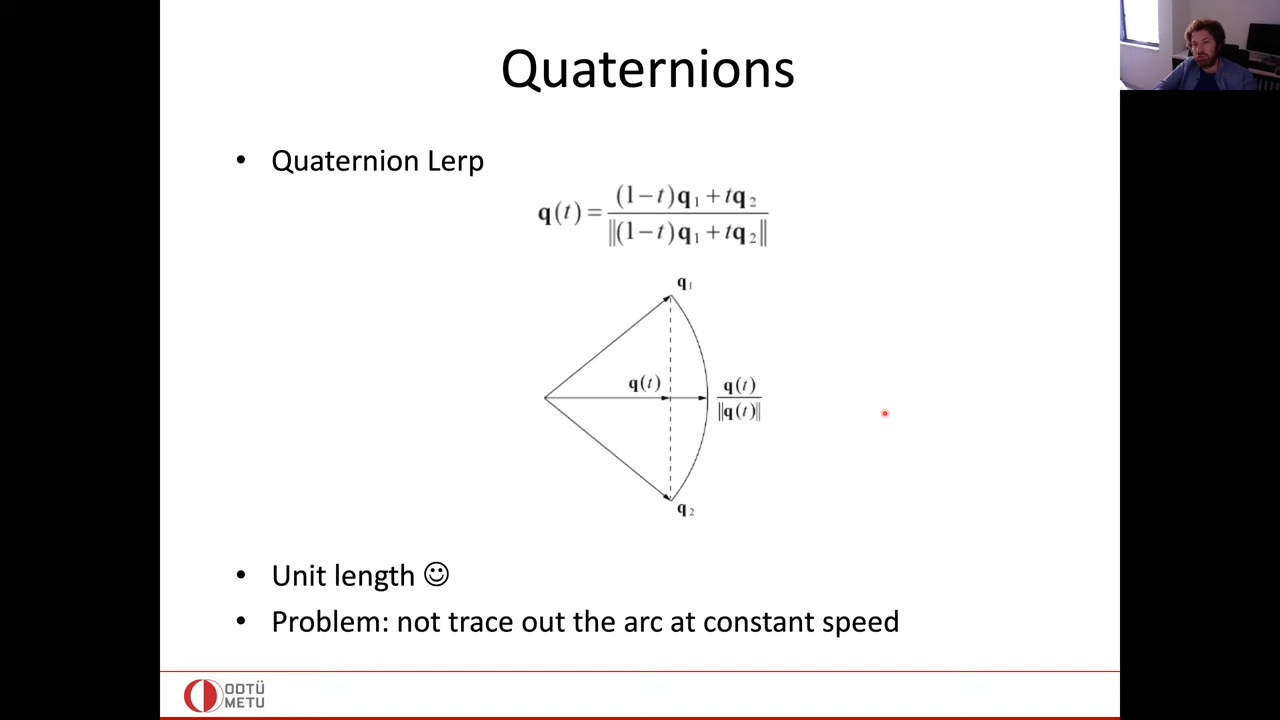 Quaternions
• Quaternion Lerp
q(t) = ((1−t)q₁+tq₂) / ‖(1−t)q₁+tq₂‖
q₁
q(t)
q(t) / ‖q(t)‖
q₂
• Unit length ☺
• Problem: not trace out the arc at constant speed
ODTÜ
METU